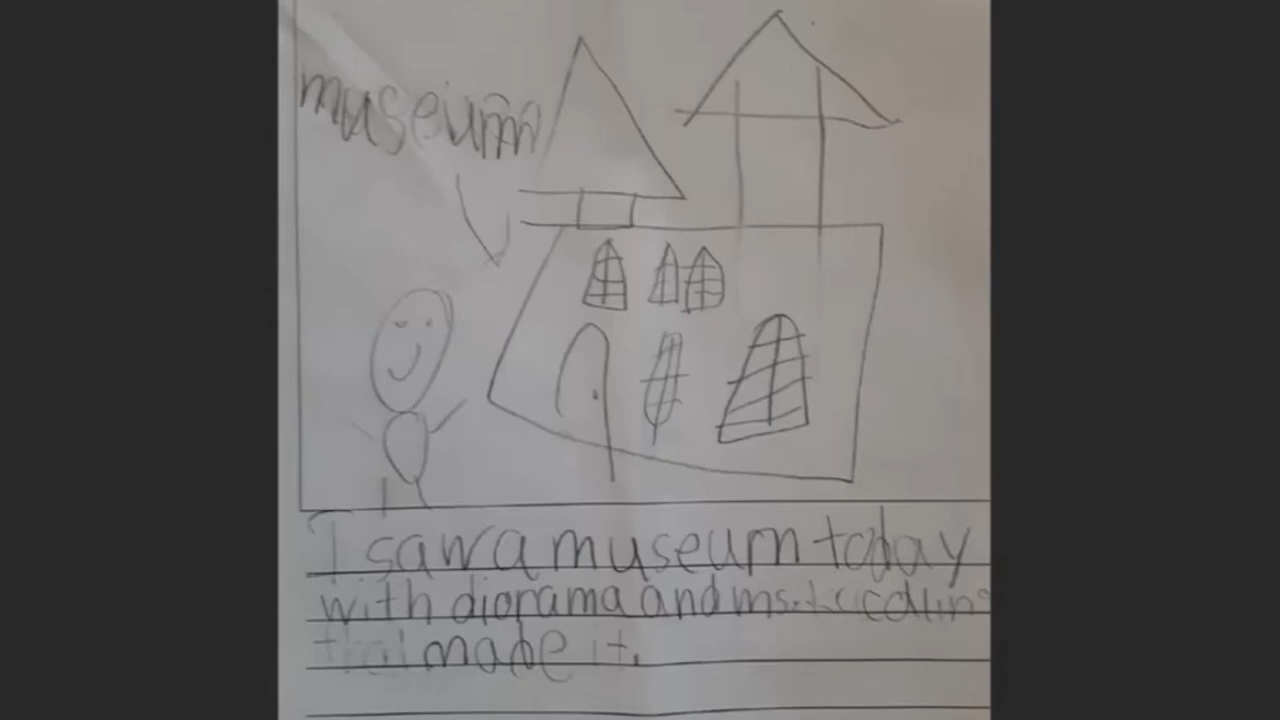 museum
I saw a museum today
with diorama and ms.
made it.